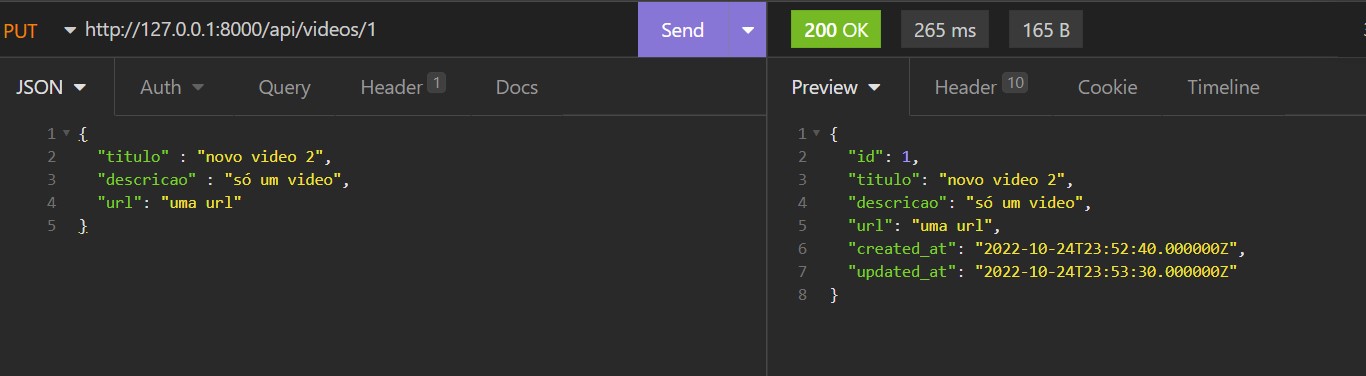 PUT http://127.0.0.1:8000/api/videos/1 Send 200 OK 265 ms 165 B
JSON Auth Query Header 1 Docs Preview Header 10 Cookie Timeline
1 {
2 "titulo" : "novo video 2",
3 "descricao" : "só um video",
4 "url": "uma url"
5 }
1 {
2 "id": 1,
3 "titulo": "novo video 2",
4 "descricao": "só um video",
5 "url": "uma url",
6 "created_at": "2022-10-24T23:52:40.000000Z",
7 "updated_at": "2022-10-24T23:53:30.000000Z"
8 }